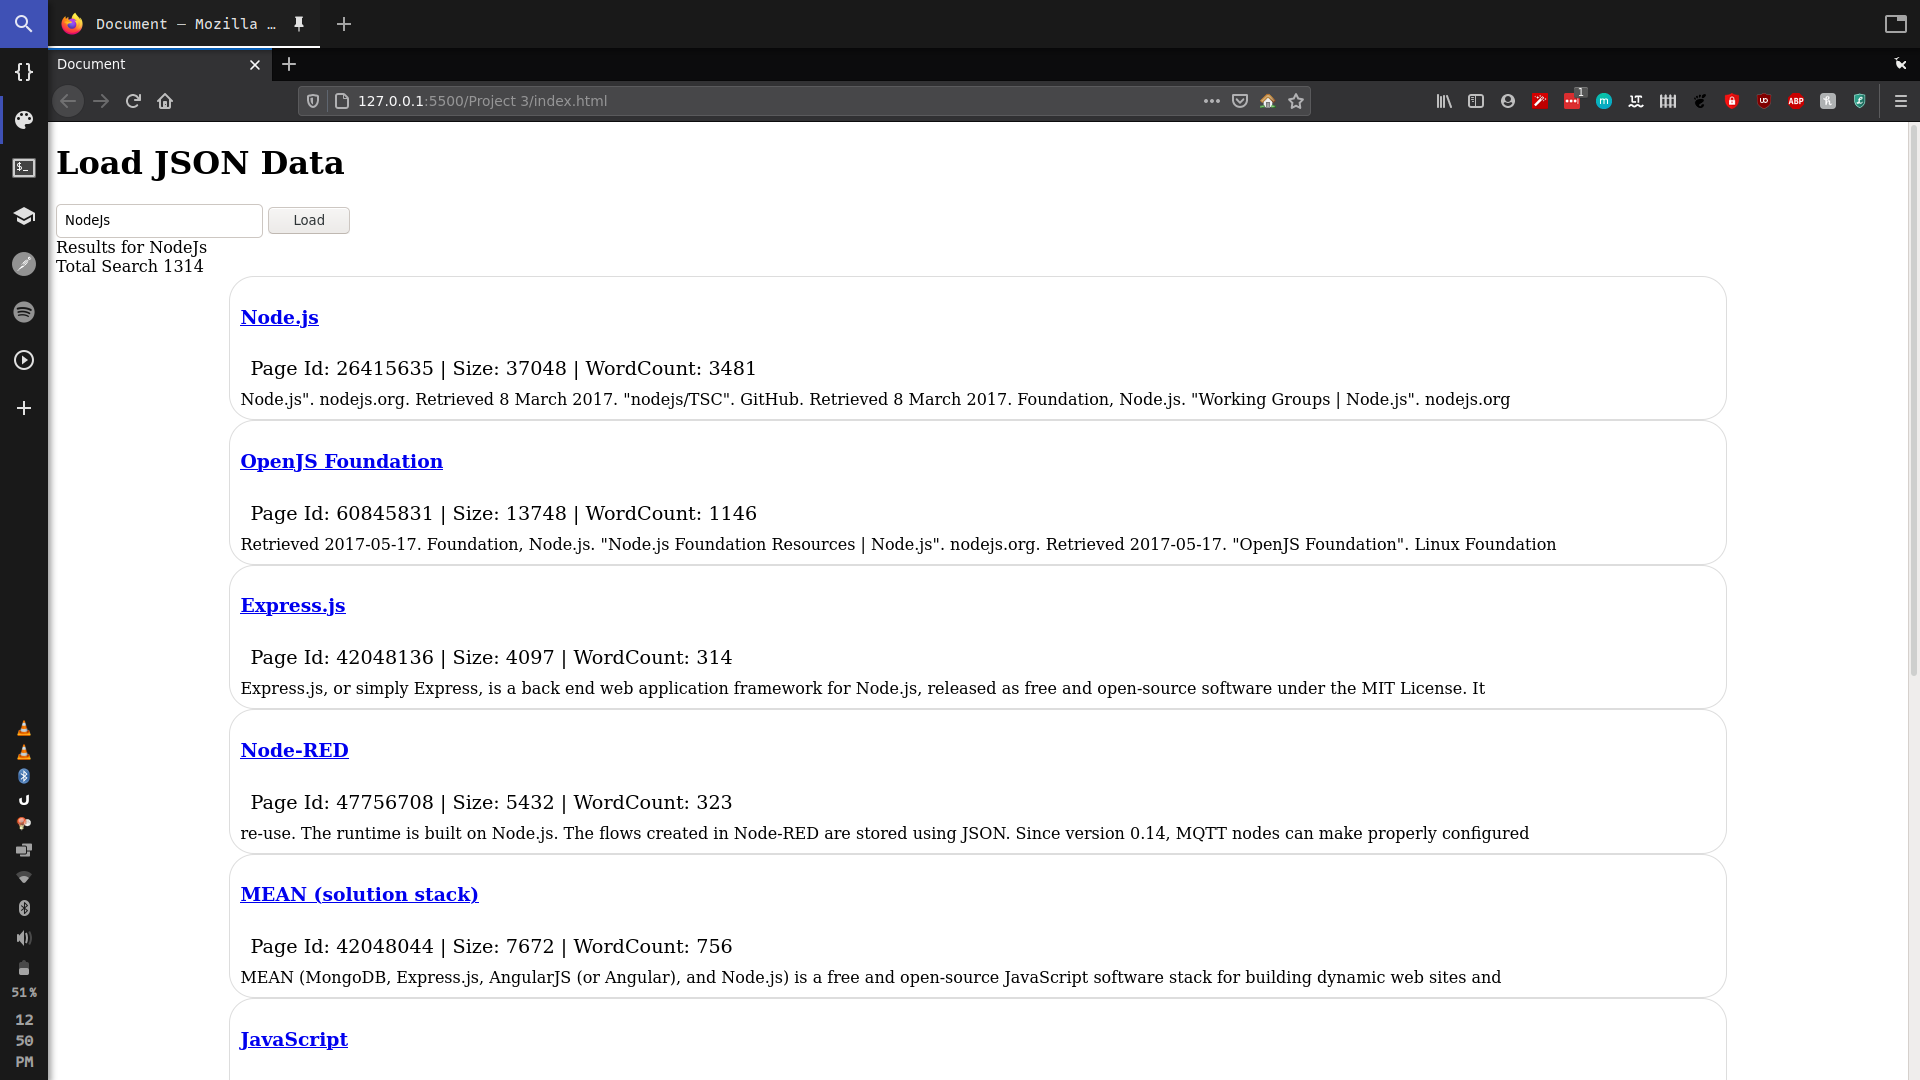 Document — Mozilla …
Document
127.0.0.1:5500/Project 3/index.html
1
m
ABP
Load JSON Data
NodeJs
Load
Results for NodeJs
Total Search 1314
Node.js
Page Id: 26415635 | Size: 37048 | WordCount: 3481
Node.js". nodejs.org. Retrieved 8 March 2017. "nodejs/TSC". GitHub. Retrieved 8 March 2017. Foundation, Node.js. "Working Groups | Node.js". nodejs.org
OpenJS Foundation
Page Id: 60845831 | Size: 13748 | WordCount: 1146
Retrieved 2017-05-17. Foundation, Node.js. "Node.js Foundation Resources | Node.js". nodejs.org. Retrieved 2017-05-17. "OpenJS Foundation". Linux Foundation
Express.js
Page Id: 42048136 | Size: 4097 | WordCount: 314
Express.js, or simply Express, is a back end web application framework for Node.js, released as free and open-source software under the MIT License. It
Node-RED
Page Id: 47756708 | Size: 5432 | WordCount: 323
re-use. The runtime is built on Node.js. The flows created in Node-RED are stored using JSON. Since version 0.14, MQTT nodes can make properly configured
MEAN (solution stack)
Page Id: 42048044 | Size: 7672 | WordCount: 756
MEAN (MongoDB, Express.js, AngularJS (or Angular), and Node.js) is a free and open-source JavaScript software stack for building dynamic web sites and
JavaScript
51%
12
50
PM